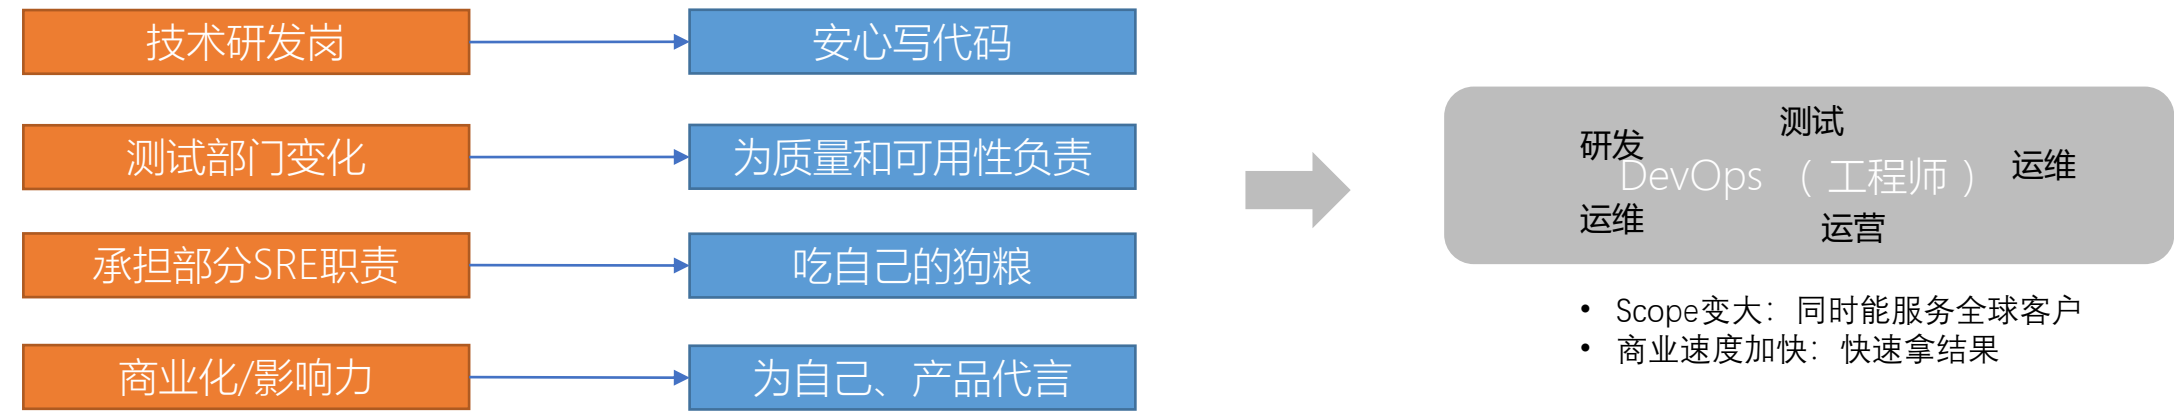 技术研发岗
安心写代码
测试部门变化
为质量和可用性负责
承担部分SRE职责
吃自己的狗粮
商业化/影响力
为自己、产品代言
测试
研发
DevOps （工程师）
运维
运维
运营
• Scope变大：同时能服务全球客户
• 商业速度加快：快速拿结果